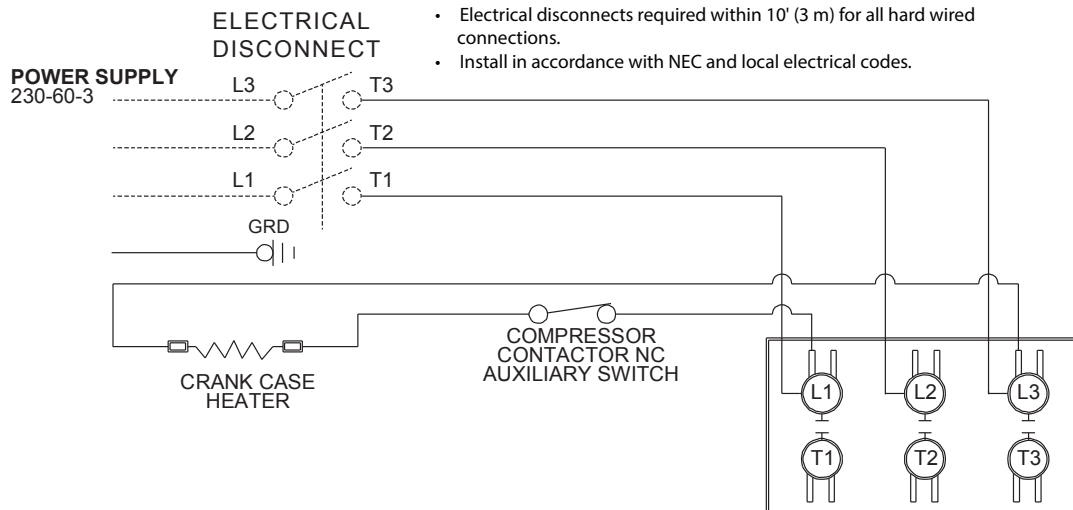 ELECTRICAL
DISCONNECT
• Electrical disconnects required within 10' (3 m) for all hard wired
connections.
• Install in accordance with NEC and local electrical codes.
POWER SUPPLY
230-60-3
L3 T3
L2 T2
L1 T1
GRD
COMPRESSOR
CONTACTOR NC
AUXILIARY SWITCH
CRANK CASE
HEATER
L1 L2 L3
T1 T2 T3